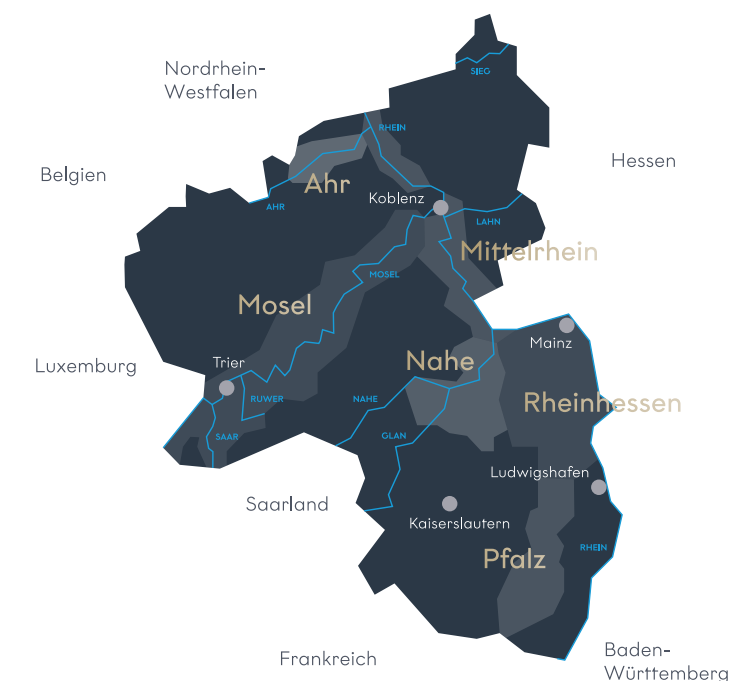 SIEG
Nordrhein-
Westfalen
RHEIN
Hessen
Belgien
Ahr
Koblenz
AHR
LAHN
Mittelrhein
MOSEL
Mosel
Mainz
Trier
Nahe
Luxemburg
RUWER
NAHE
Rheinhessen
SAAR
GLAN
Ludwigshafen
Saarland
Kaiserslautern
RHEIN
Pfalz
Frankreich
Baden-
Württemberg